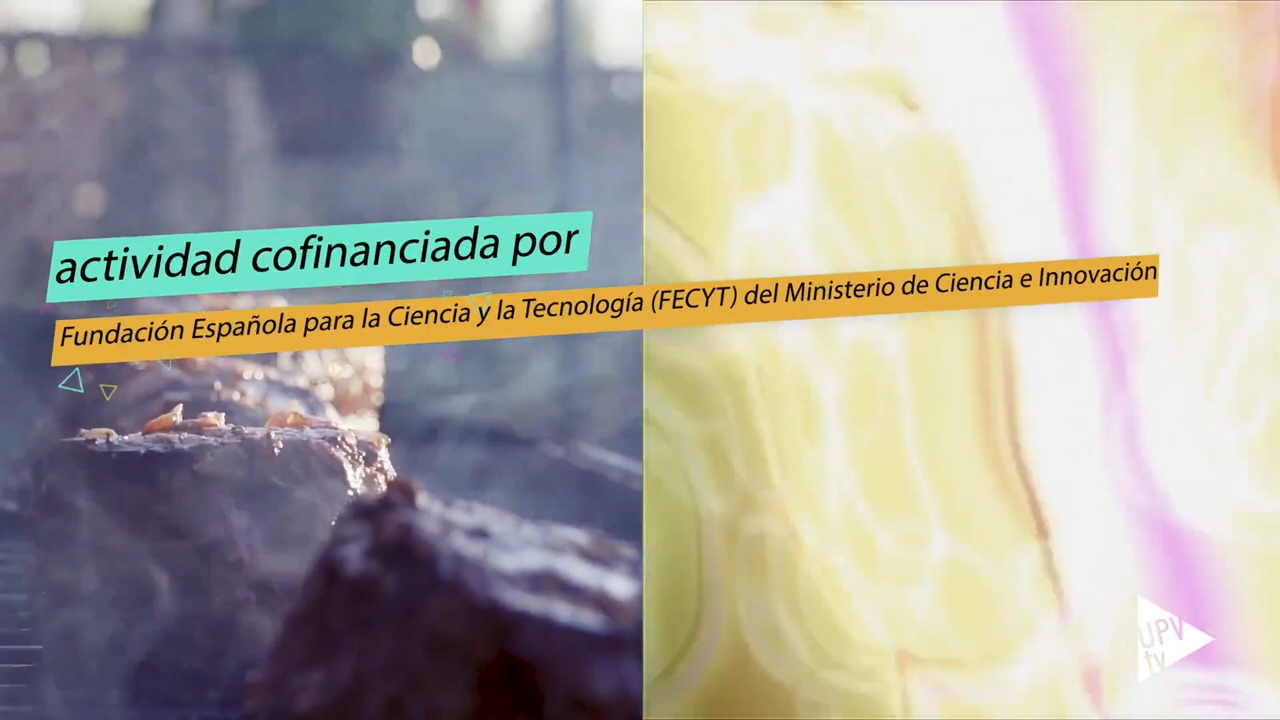 actividad cofinanciada por
Fundación Española para la Ciencia y la Tecnología (FECYT) del Ministerio de Ciencia e Innovación
UPV
tv